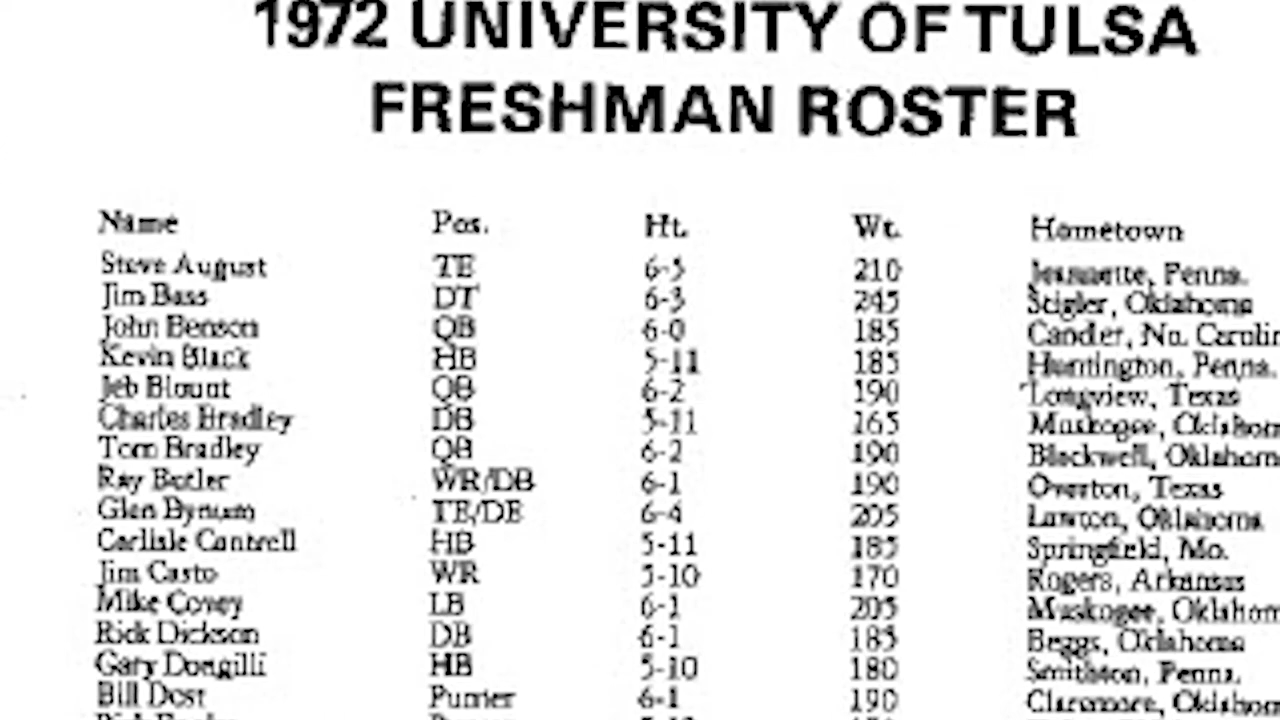 1972 UNIVERSITY OF TULSA
FRESHMAN ROSTER
Name Pos. Ht. Wt. Hometown
Steve August TE 6-5 210 Jeannette, Penna.
Jim Bass DT 6-3 245 Stigler, Oklahoma
John Benson QB 6-0 185 Candler, No. Carolin
Kevin Black HB 5-11 185 Huntington, Penna.
Jeb Blount QB 6-2 190 Longview, Texas
Charles Bradley DB 5-11 165 Muskogee, Oklahom
Tom Bradley QB 6-2 190 Blackwell, Oklahom
Ray Butler WR/DB 6-1 190 Overton, Texas
Glen Bynum TE/DE 6-4 205 Lawton, Oklahoma
Carlisle Cantrell HB 5-11 185 Springfield, Mo.
Jim Casto WR 5-10 170 Rogers, Arkansas
Mike Covey LB 6-1 205 Muskogee, Oklahom
Rick Dickson DB 6-1 185 Beggs, Oklahoma
Gary Dongilli HB 5-10 180 Smithton, Penna.
Bill Dost Punter 6-1 190 Claremore, Oklahom